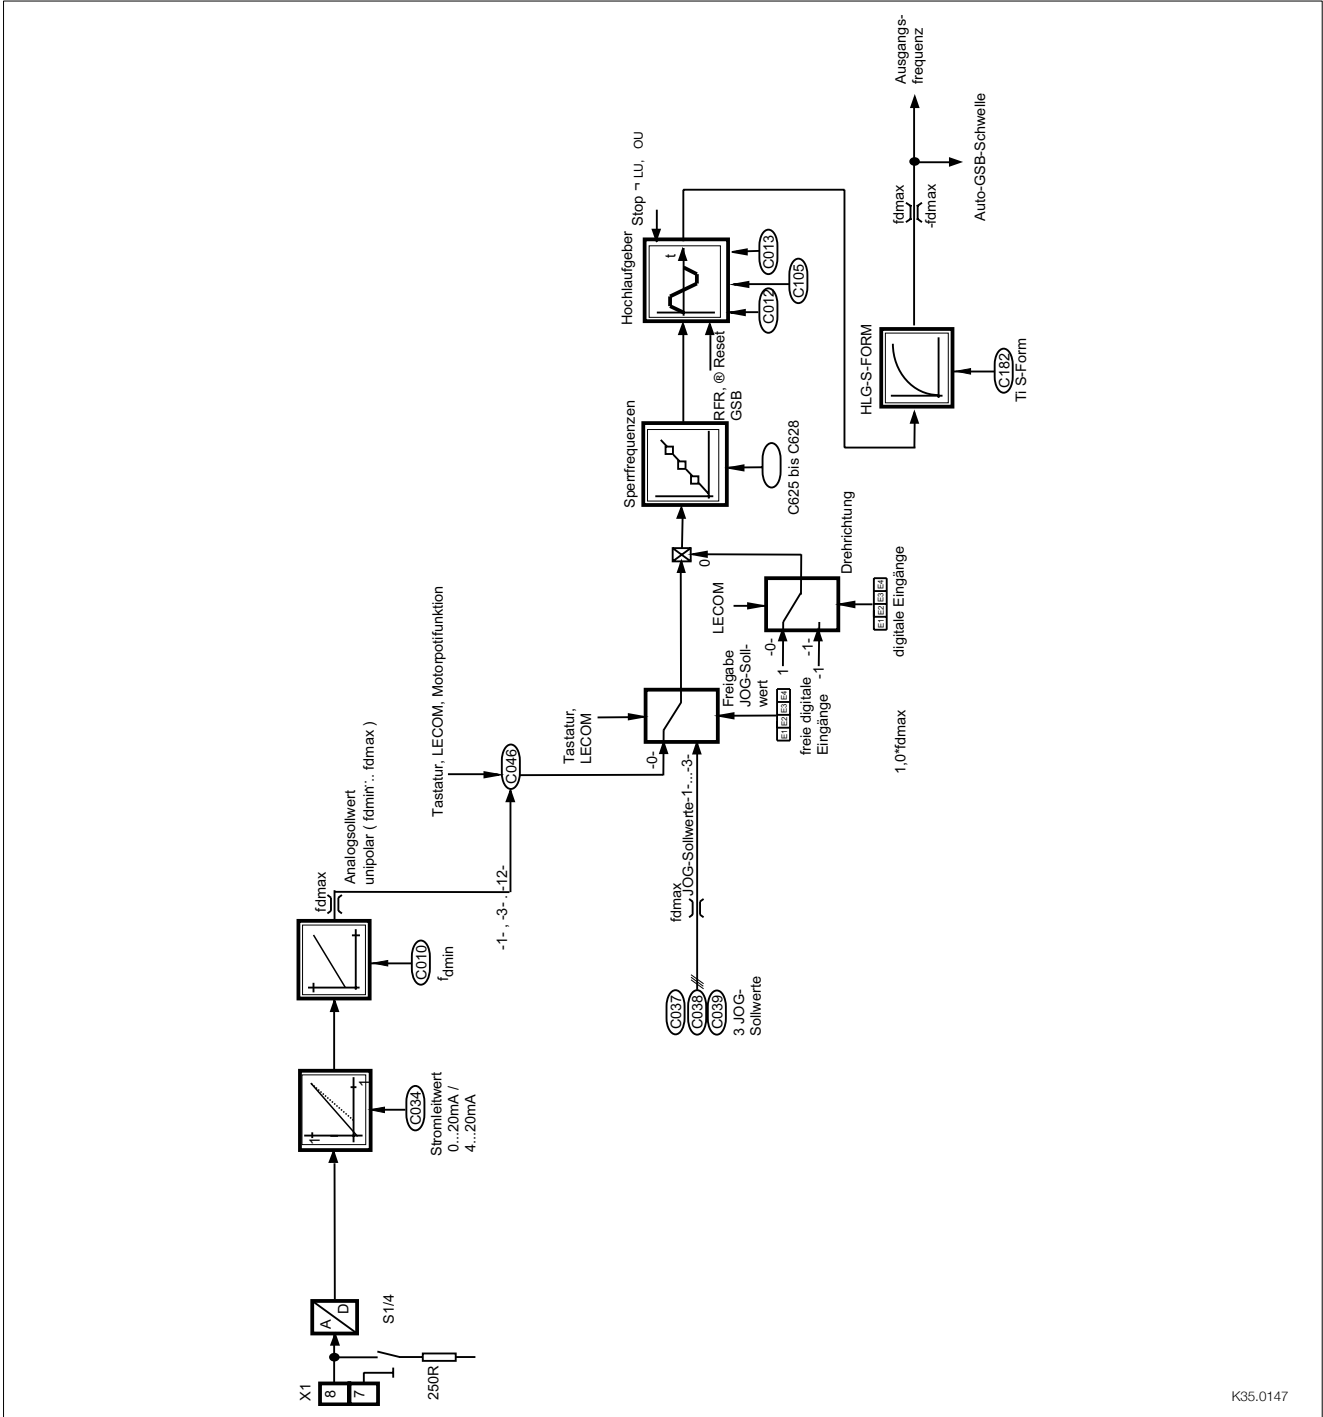 X1
8
7
250R
S1/4
A
D
1
1
C034
Stromleitwert
0...20mA /
4...20mA
C010
fdmin
fdmax
Analogsollwert
unipolar ( fdmin ... fdmax )
-1- , -3- ..-12-
Tastatur, LECOM, Motorpotifunktion
C046
C037
C038
C039
3 JOG-
Sollwerte
fdmax
JOG-Sollwerte-1-...-3-
-0-
Tastatur,
LECOM
Freigabe
JOG-Soll-
wert
E1 E2 E3 E4
freie digitale
Eingänge
1
-0-
-1
-1-
LECOM
Drehrichtung
E1 E2 E3 E4
digitale Eingänge
1,0*fdmax
0
Sperrfrequenzen
C625 bis C628
RFR, ® Reset
GSB
Hochlaufgeber
Stop ¬ LU, OU
t
C012
C105
C013
HLG-S-FORM
C182
Ti S-Form
fdmax
-fdmax
Auto-GSB-Schwelle
Ausgangs-
frequenz
K35.0147